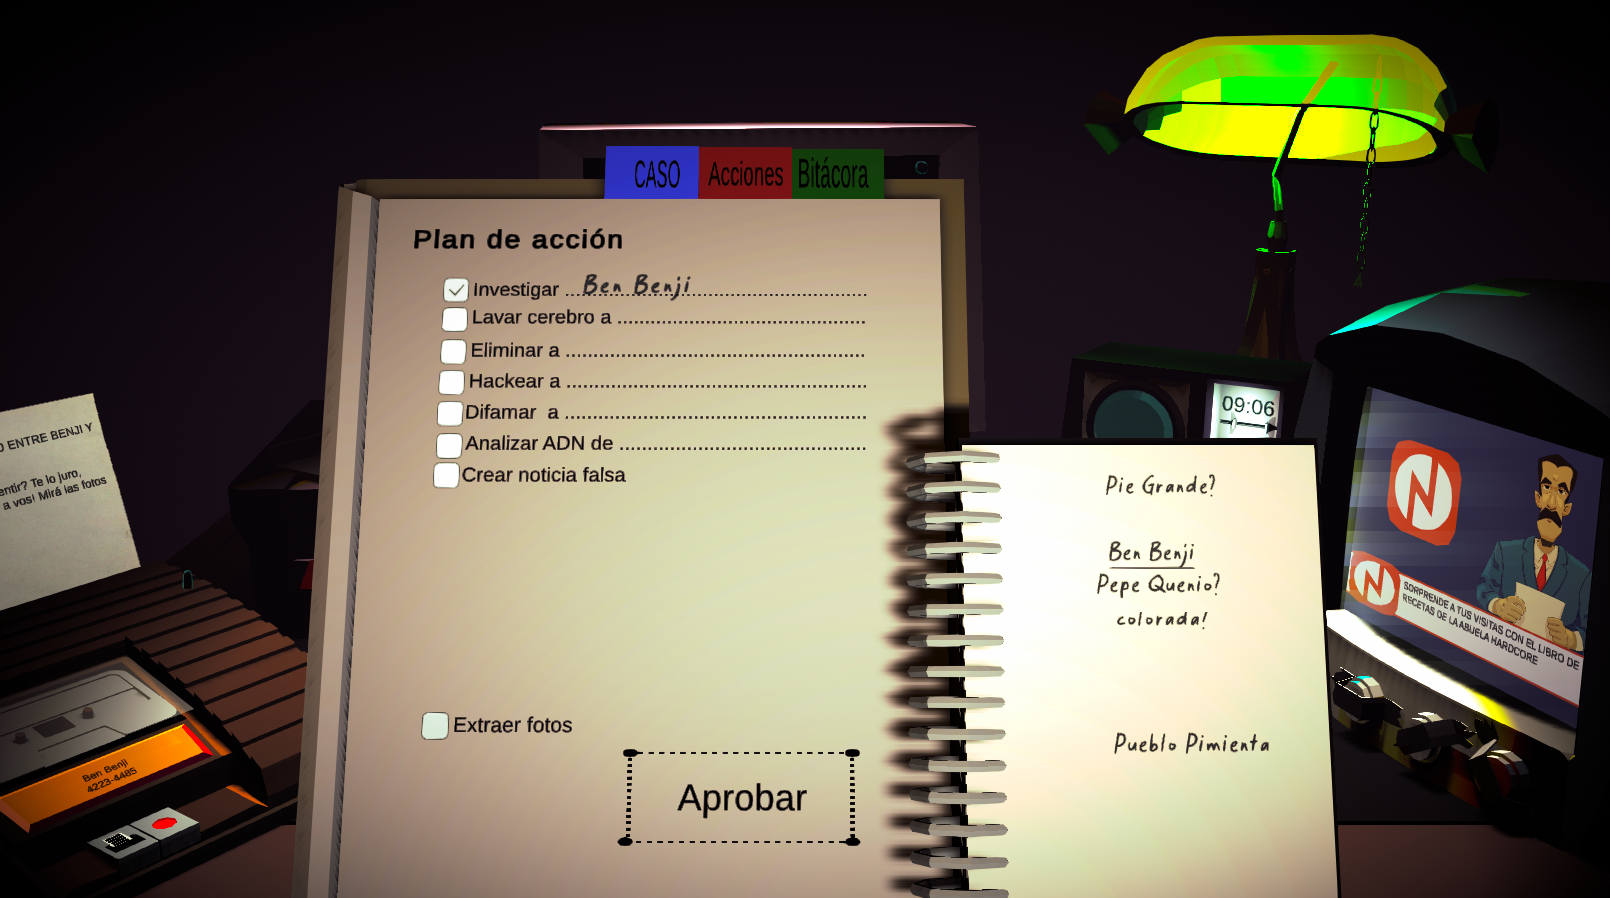 CASO
Acciones
Bitácora
Plan de acción
Investigar Ben Benji
Lavar cerebro a
Eliminar a
Hackear a
Difamar a
Analizar ADN de
Crear noticia falsa
Extraer fotos
Aprobar
O ENTRE BENJI Y
entir? Te lo juro,
a vos! Mirá las fotos
Ben Benji
4223-4485
09:06
Pie Grande?
Ben Benji
Pepe Quenio?
colorada!
Pueblo Pimienta
N
N
SORPRENDE A TUS VISITAS CON EL LIBRO DE
RECETAS DE LA ABUELA HARDCORE